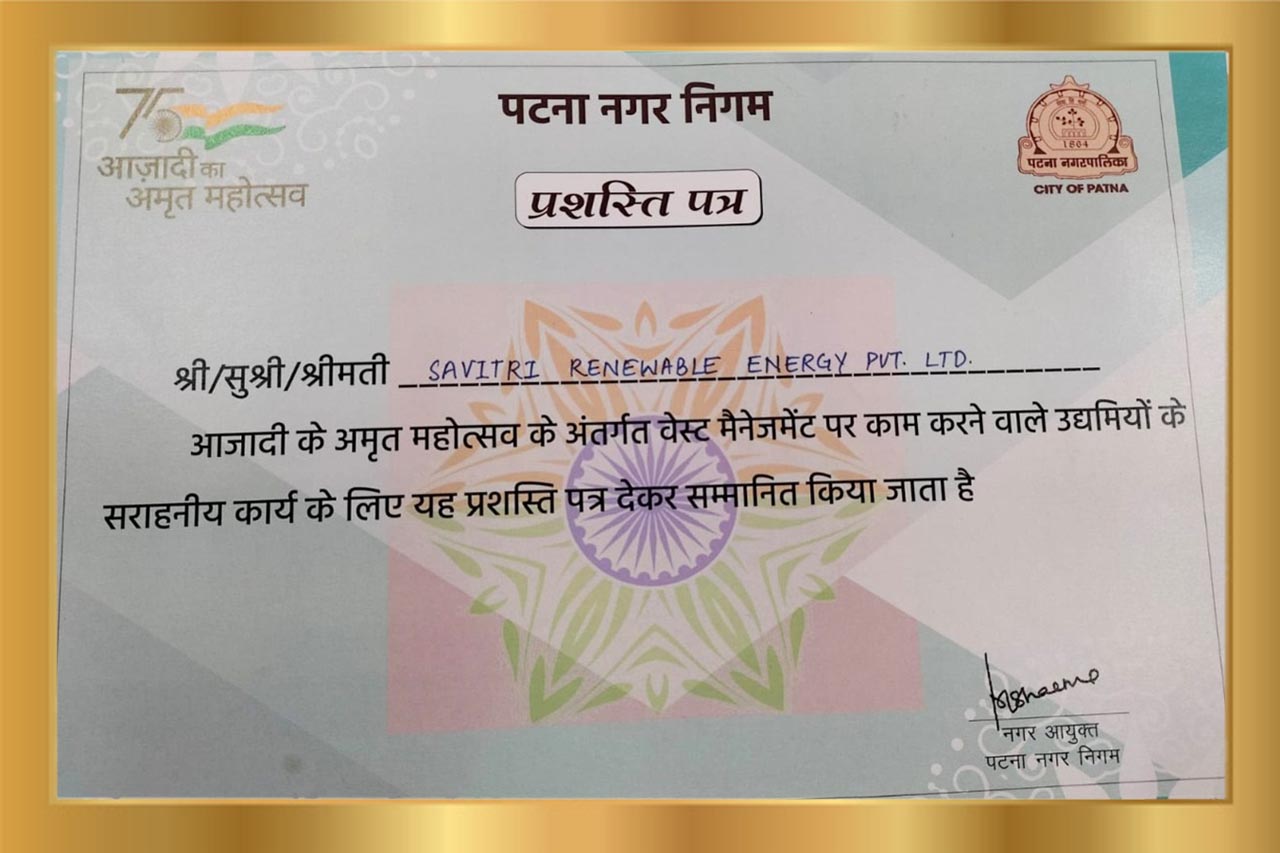 75
आज़ादी का
अमृत महोत्सव
पटना नगर निगम
प्रशस्ति पत्र
1864
पटना नगरपालिका
CITY OF PATNA
श्री/सुश्री/श्रीमती SAVITRI RENEWABLE ENERGY PVT. LTD.
आजादी के अमृत महोत्सव के अंतर्गत वेस्ट मैनेजमेंट पर काम करने वाले उद्यमियों के
सराहनीय कार्य के लिए यह प्रशस्ति पत्र देकर सम्मानित किया जाता है
नगर आयुक्त
पटना नगर निगम